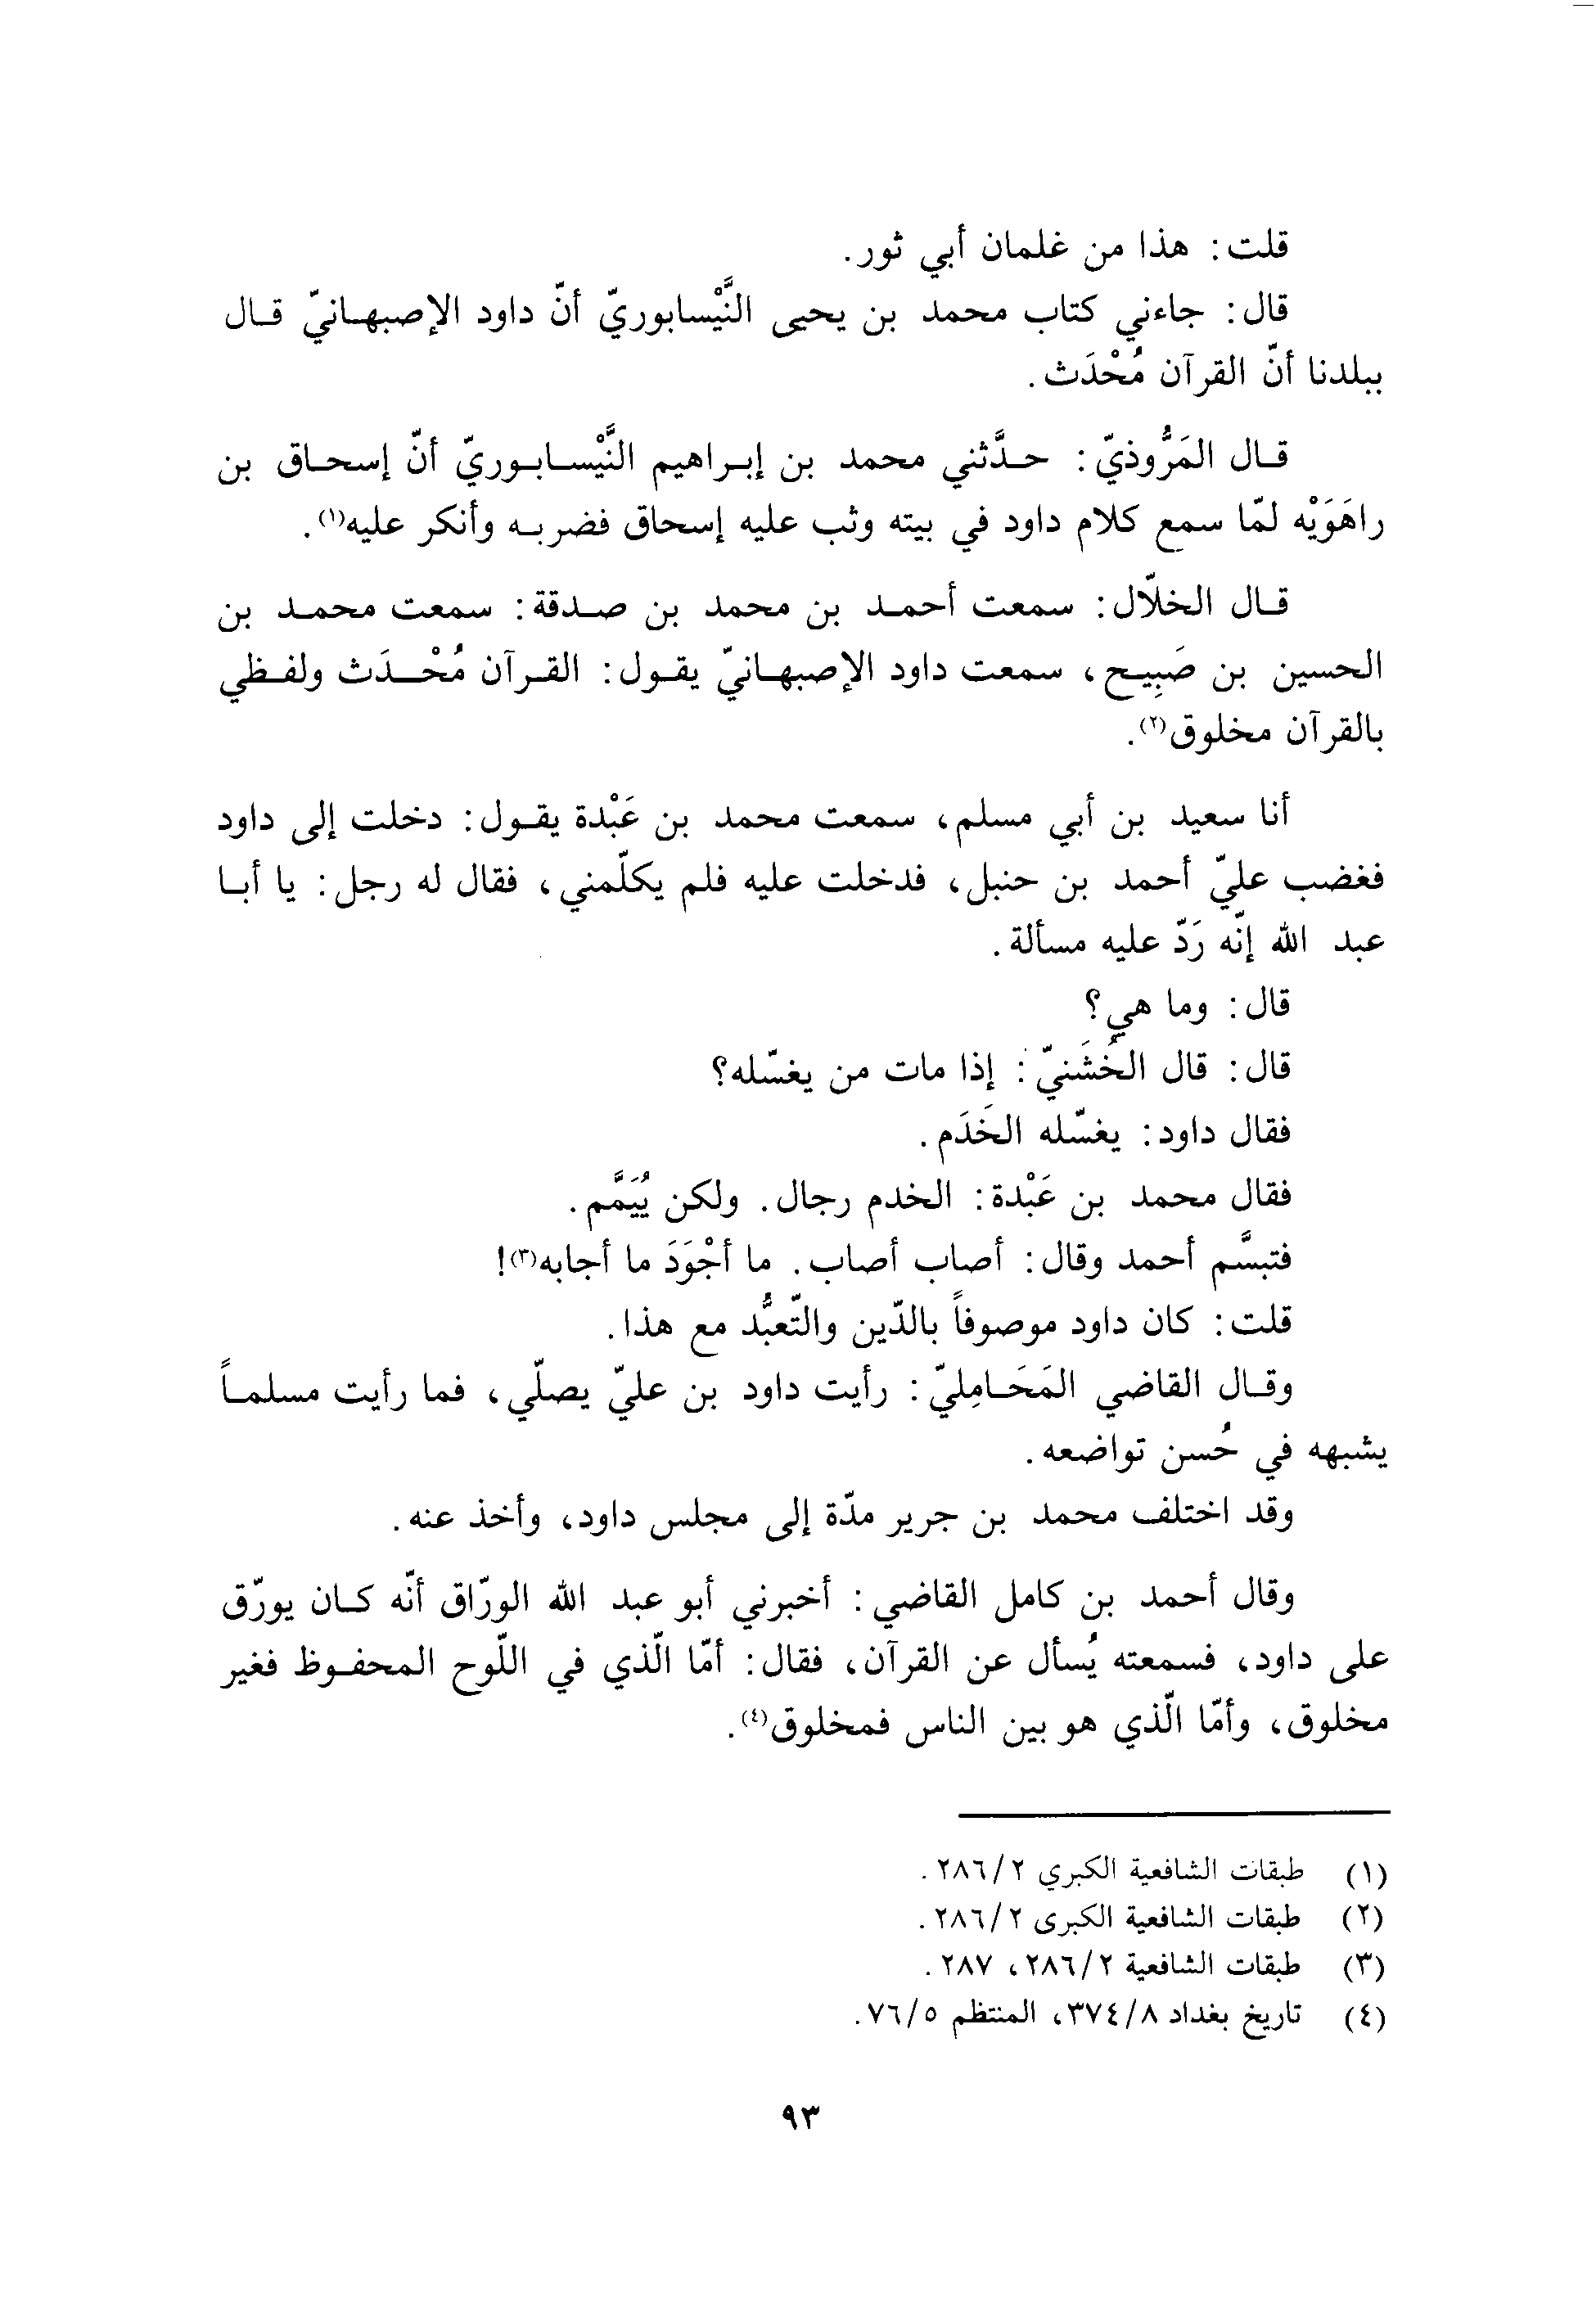 قلت: هذا من غلمان أبي ثور.
قال: جاءني كتاب محمد بن يحيى النَّيْسابوريّ أنّ داود الإصبهانيّ قال
ببلدنا أنّ القرآن مُحْدَث.
قال المَرُّوذيّ: حدَّثني محمد بن إبراهيم النَّيْسابوريّ أنّ إسحاق بن
راهَوَيْه لمّا سمع كلام داود في بيته وثب عليه إسحاق فضربه وأنكر عليه(١).
قال الخلّال: سمعت أحمد بن محمد بن صدقة: سمعت محمد بن
الحسين بن صَبِيح، سمعت داود الإصبهانيّ يقول: القرآن مُحْدَث ولفظي
بالقرآن مخلوق(٢).
أنا سعيد بن أبي مسلم، سمعت محمد بن عَبْدة يقول: دخلت إلى داود
فغضب عليّ أحمد بن حنبل، فدخلت عليه فلم يكلّمني، فقال له رجل: يا أبا
عبد الله إنّه رَدّ عليه مسألة.
قال: وما هي؟
قال: قال الخُشَنيّ: إذا مات من يغسّله؟
فقال داود: يغسّله الخَدَم.
فقال محمد بن عَبْدة: الخدم رجال. ولكن يُيَمَّم.
فتبسَّم أحمد وقال: أصاب أصاب. ما أجْوَدَ ما أجابه(٣)!
قلت: كان داود موصوفاً بالدّين والتّعبُّد مع هذا.
وقال القاضي المَحَامِليّ: رأيت داود بن عليّ يصلّي، فما رأيت مسلماً
يشبهه في حُسن تواضعه.
وقد اختلف محمد بن جرير مدّة إلى مجلس داود، وأخذ عنه.
وقال أحمد بن كامل القاضي: أخبرني أبو عبد الله الورّاق أنّه كان يورّق
على داود، فسمعته يُسأل عن القرآن، فقال: أمّا الّذي في اللّوح المحفوظ فغير
مخلوق، وأمّا الّذي هو بين الناس فمخلوق(٤).
(١) طبقات الشافعية الكبري ٢/٢٨٦.
(٢) طبقات الشافعية الكبرى ٢/٢٨٦.
(٣) طبقات الشافعية ٢/٢٨٦، ٢٨٧.
(٤) تاريخ بغداد ٨/٣٧٤، المنتظم ٥/٧٦.
٩٣